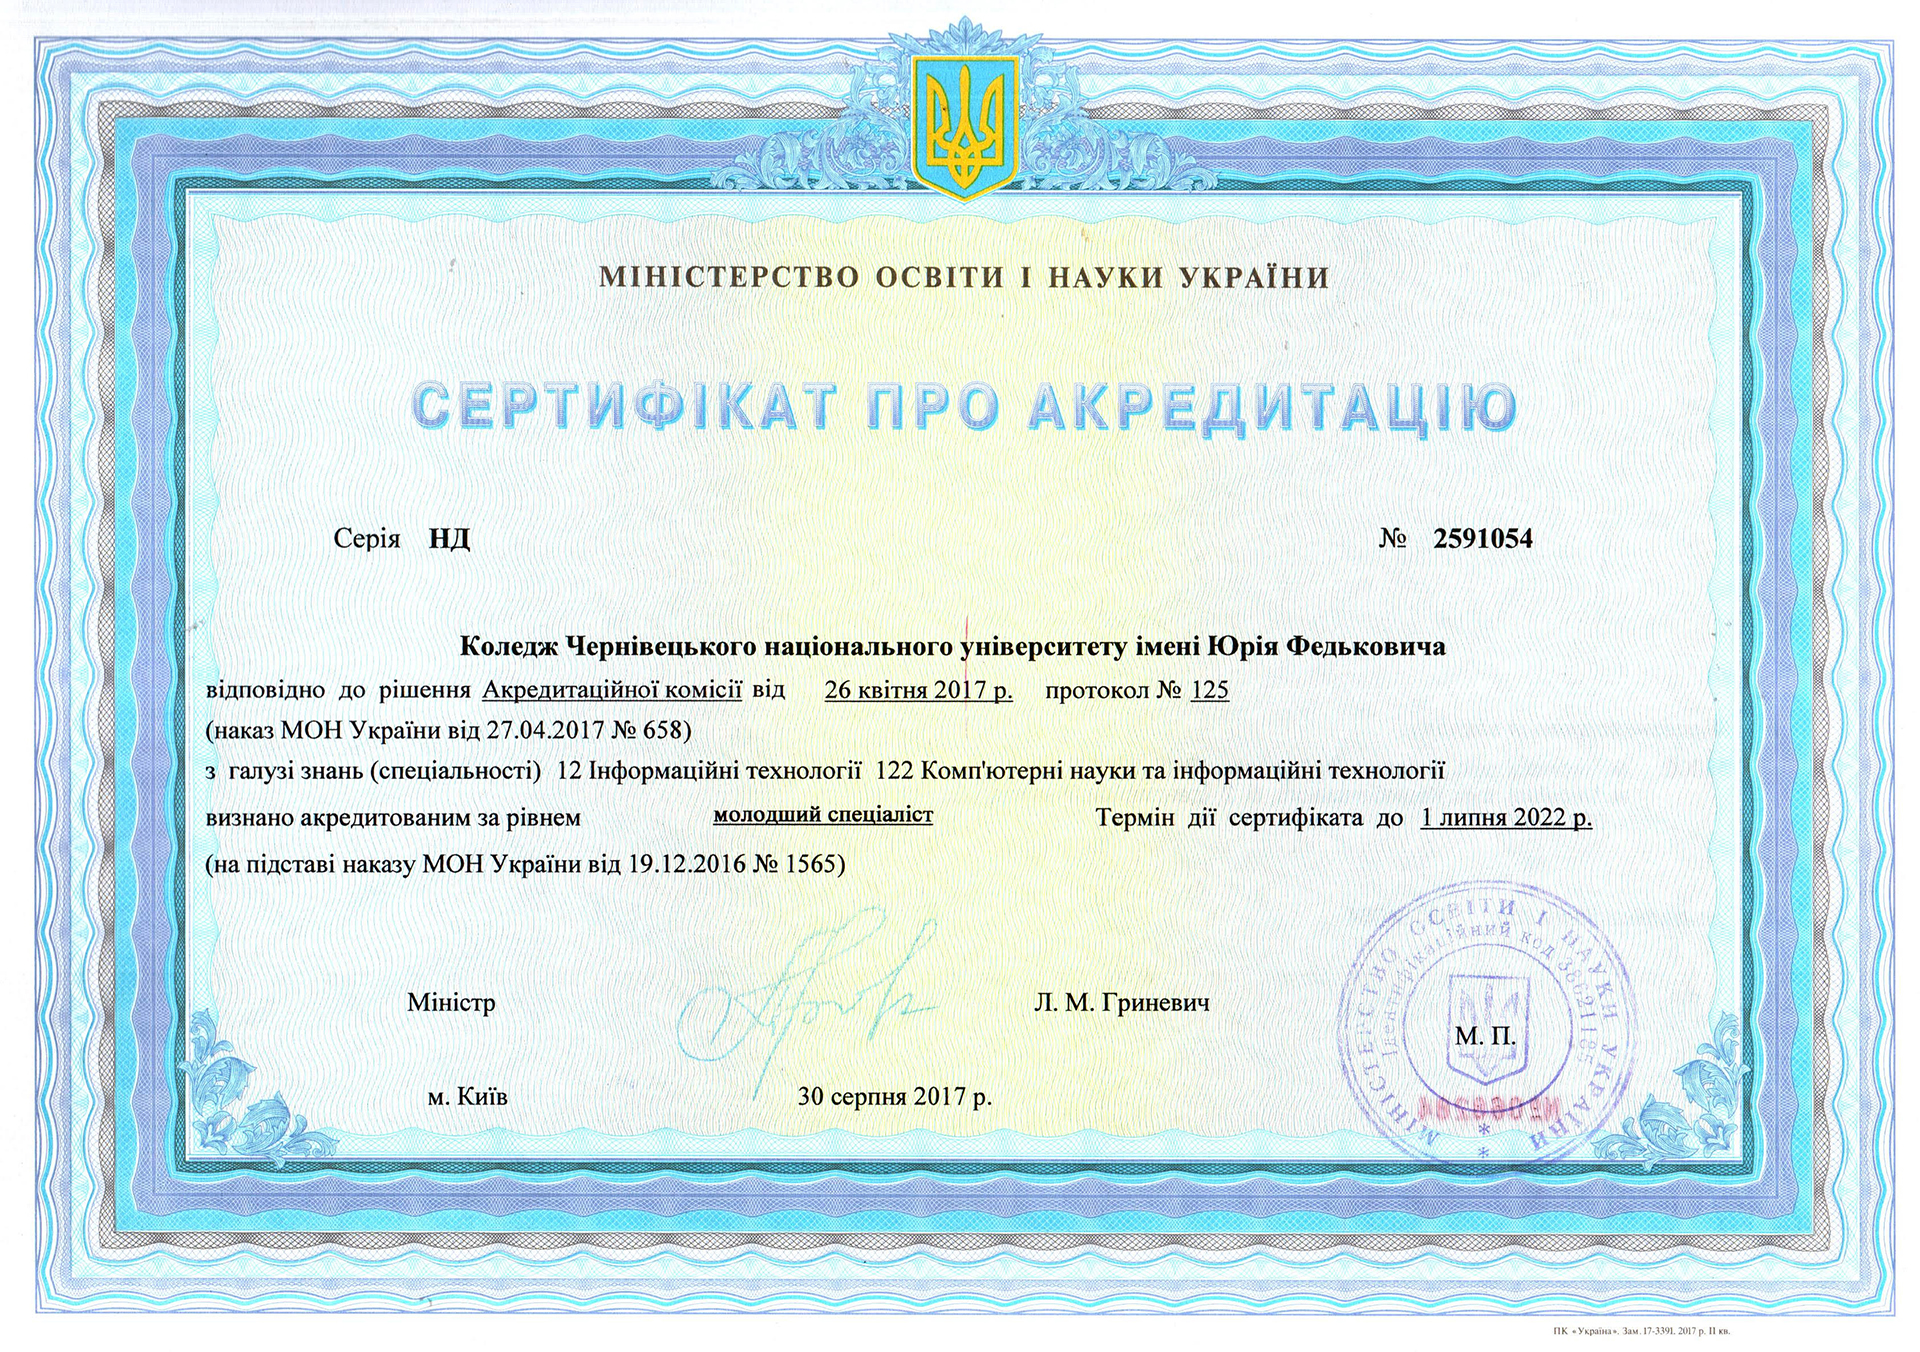 МІНІСТЕРСТВО ОСВІТИ І НАУКИ УКРАЇНИ
СЕРТИФІКАТ ПРО АКРЕДИТАЦІЮ
Серія НД № 2591054
Коледж Чернівецького національного університету імені Юрія Федьковича
відповідно до рішення Акредитаційної комісії від 26 квітня 2017 р. протокол № 125
(наказ МОН України від 27.04.2017 № 658)
з галузі знань (спеціальності) 12 Інформаційні технології 122 Комп'ютерні науки та інформаційні технології
визнано акредитованим за рівнем молодший спеціаліст Термін дії сертифіката до 1 липня 2022 р.
(на підставі наказу МОН України від 19.12.2016 № 1565)
Міністр Л. М. Гриневич
М. П.
м. Київ 30 серпня 2017 р.
МІНІСТЕРСТВО ОСВІТИ І НАУКИ УКРАЇНИ
Ідентифікаційний код 38621185
ПК «Україна». Зам. 17-3391. 2017 р. II кв.